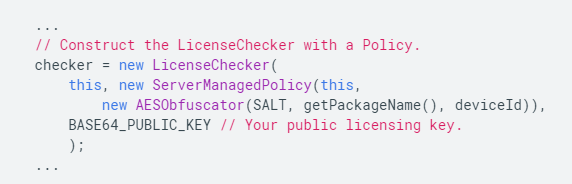 ...
// Construct the LicenseChecker with a Policy.
checker = new LicenseChecker(
    this, new ServerManagedPolicy(this,
        new AESObfuscator(SALT, getPackageName(), deviceId)),
    BASE64_PUBLIC_KEY // Your public licensing key.
    );
...